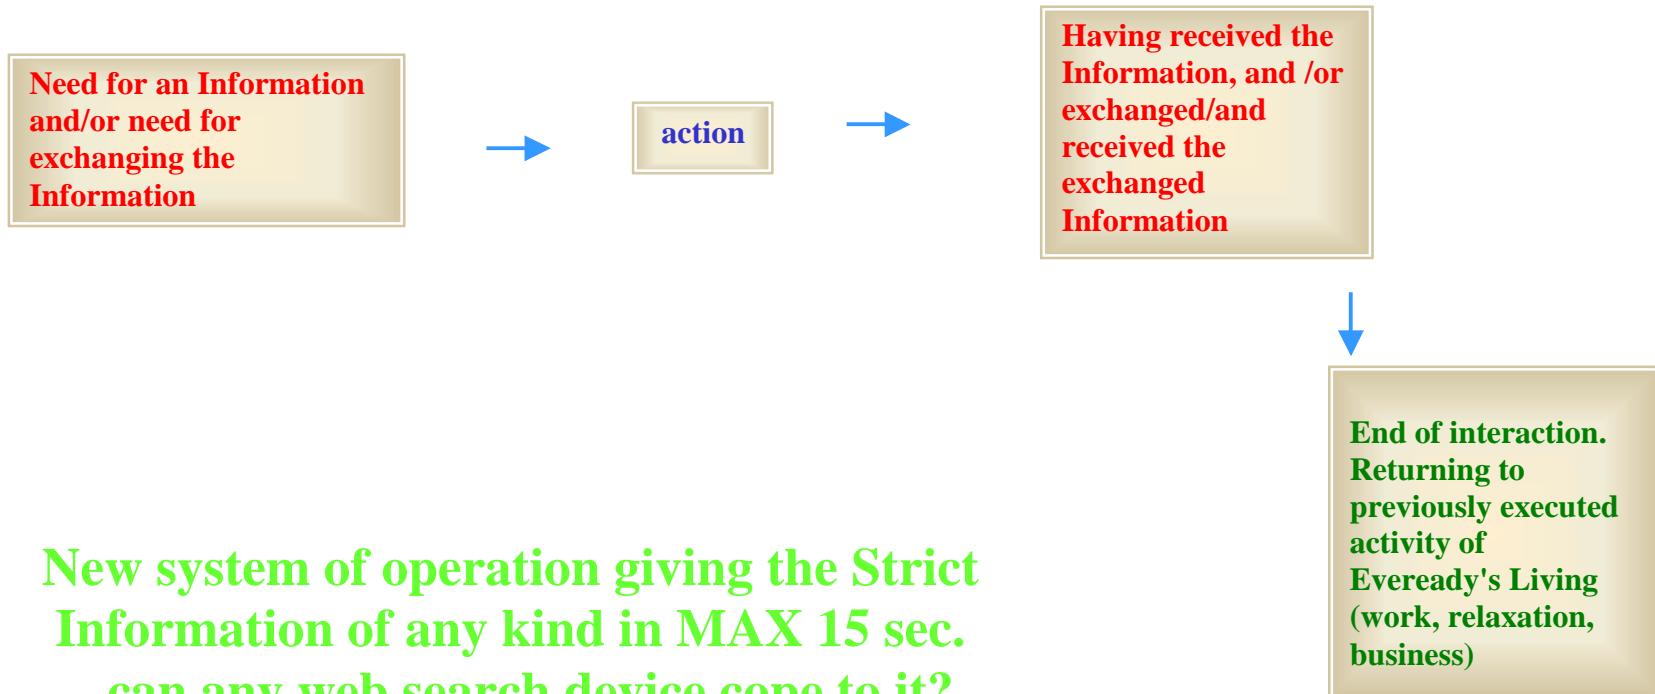 Need for an Information
and/or need for
exchanging the
Information
action
Having received the
Information, and /or
exchanged/and
received the
exchanged
Information
End of interaction.
Returning to
previously executed
activity of
Eveready's Living
(work, relaxation,
business)
New system of operation giving the Strict
Information of any kind in MAX 15 sec.
can any web search device cope to it?